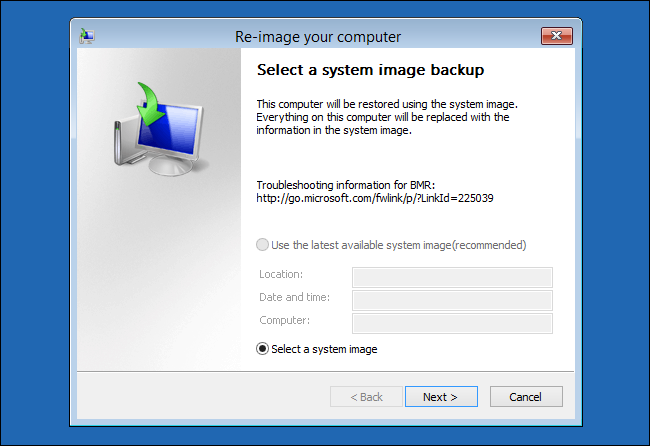 Re-image your computer
Select a system image backup
This computer will be restored using the system image.
Everything on this computer will be replaced with the
information in the system image.
Troubleshooting information for BMR:
http://go.microsoft.com/fwlink/p/?LinkId=225039
Use the latest available system image(recommended)
Location:
Date and time:
Computer:
Select a system image
< Back
Next >
Cancel